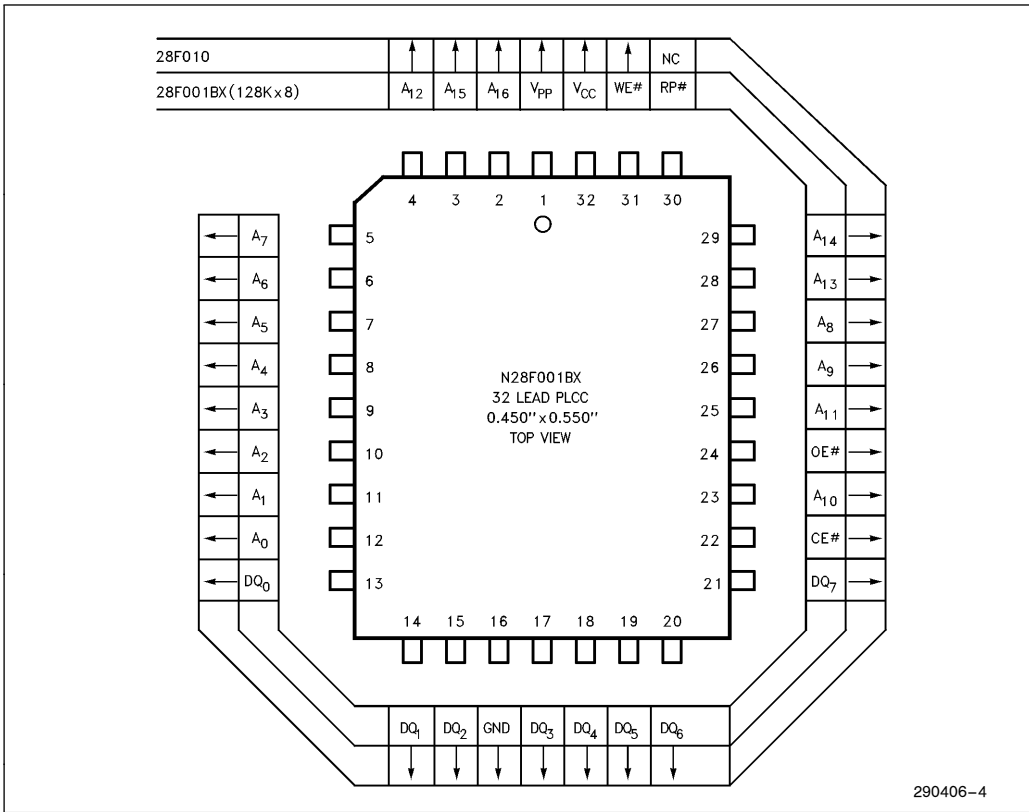 28F010 NC
28F001BX(128K x 8) A12 A15 A16 VPP VCC WE# RP#
4 3 2 1 32 31 30
A7 5 29 A14
A6 6 28 A13
A5 7 27 A8
A4 8 26 A9
A3 9 25 A11
A2 10 24 OE#
A1 11 23 A10
A0 12 22 CE#
DQ0 13 21 DQ7
N28F001BX
32 LEAD PLCC
0.450'' x 0.550''
TOP VIEW
14 15 16 17 18 19 20
DQ1 DQ2 GND DQ3 DQ4 DQ5 DQ6
290406–4